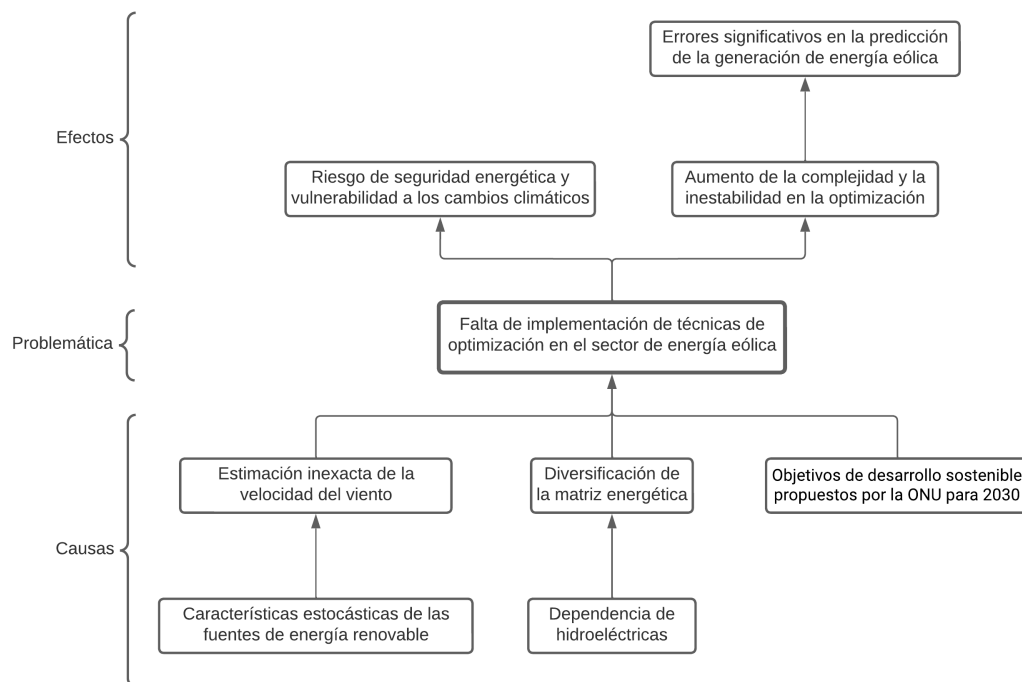 Errores significativos en la predicción
de la generación de energía eólica
Efectos
Riesgo de seguridad energética y
vulnerabilidad a los cambios climáticos
Aumento de la complejidad y la
inestabilidad en la optimización
Problemática
Falta de implementación de técnicas de
optimización en el sector de energía eólica
Estimación inexacta de la
velocidad del viento
Diversificación de
la matriz energética
Objetivos de desarrollo sostenible
propuestos por la ONU para 2030
Causas
Características estocásticas de las
fuentes de energía renovable
Dependencia de
hidroeléctricas